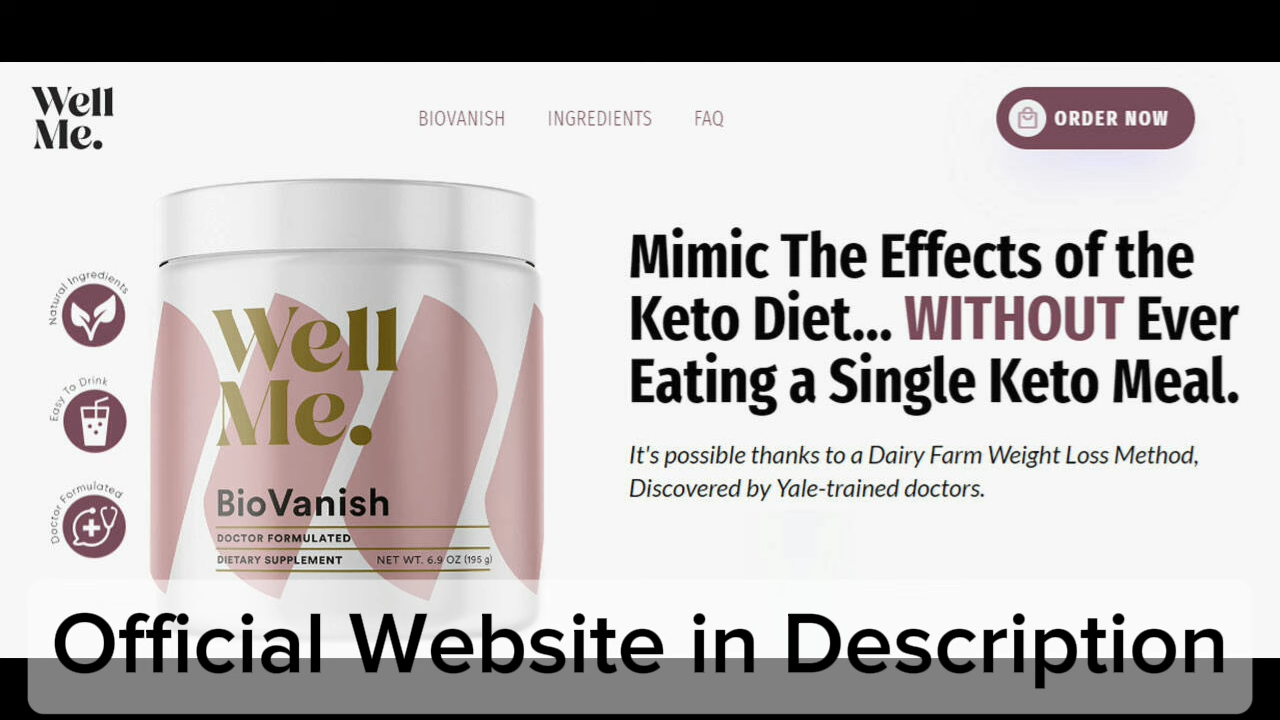 Well
Me.
BIOVANISH INGREDIENTS FAQ
ORDER NOW
Natural Ingredients
Easy To Drink
Doctor Formulated
Well
Me.
BioVanish
DOCTOR FORMULATED
DIETARY SUPPLEMENT NET WT. 6.9 OZ (195 g)
Mimic The Effects of the
Keto Diet... WITHOUT Ever
Eating a Single Keto Meal.
It's possible thanks to a Dairy Farm Weight Loss Method,
Discovered by Yale-trained doctors.
Official Website in Description